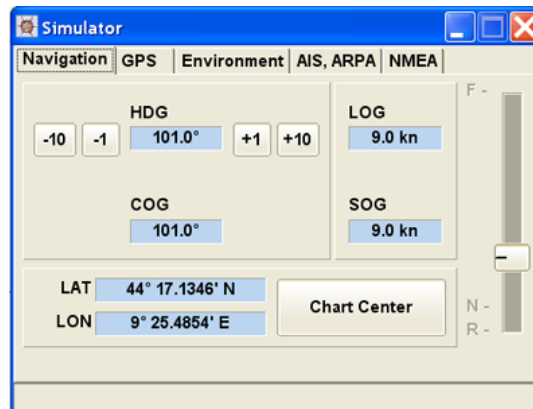 Simulator
Navigation GPS Environment AIS, ARPA NMEA
F -
HDG LOG
-10 -1 101.0° +1 +10 9.0 kn
COG SOG
101.0° 9.0 kn
LAT 44° 17.1346' N
Chart Center
N -
LON 9° 25.4854' E
R -